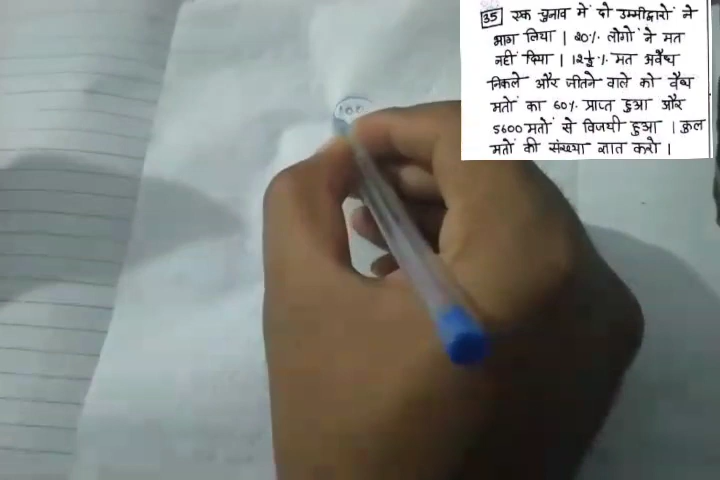 35 एक चुनाव में दो उम्मीद्वारों ने
भाग लिया | 20% लोगों ने मत
नहीं दिया | 12½% मत अवैध
निकले और जीतने वाले को वैध
मतों का 60% प्राप्त हुआ और
5600 मतों से विजयी हुआ | कुल
मतों की संख्या ज्ञात करो |
100